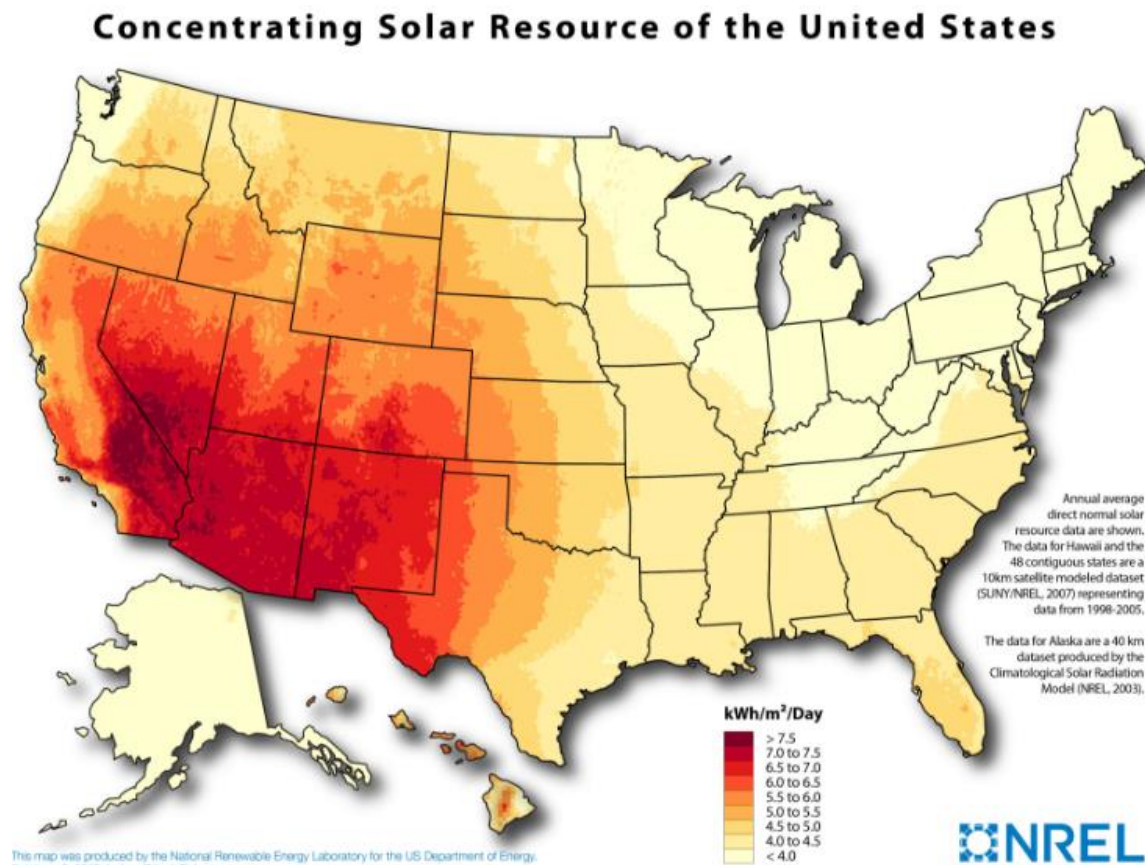 Concentrating Solar Resource of the United States
Annual average
direct normal solar
resource data are shown.
The data for Hawaii and the
48 contiguous states are a
10km satellite modeled dataset
(SUNY/NREL, 2007) representing
data from 1998-2005.
The data for Alaska are a 40 km
dataset produced by the
Climatological Solar Radiation
Model (NREL, 2003).
kWh/m²/Day
> 7.5
7.0 to 7.5
6.5 to 7.0
6.0 to 6.5
5.5 to 6.0
5.0 to 5.5
4.5 to 5.0
4.0 to 4.5
< 4.0
NREL
This map was produced by the National Renewable Energy Laboratory for the US Department of Energy.